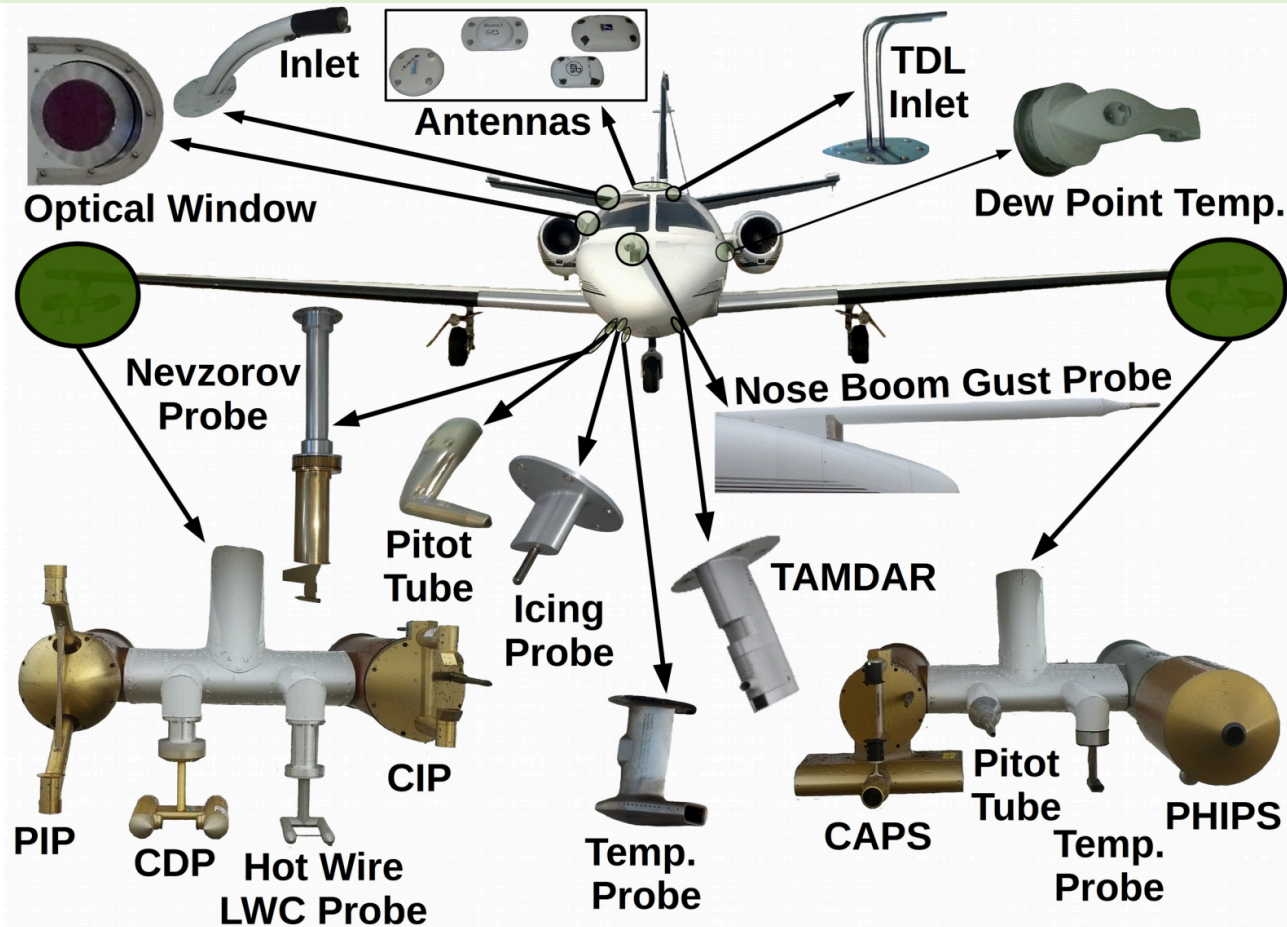 Inlet
Antennas
TDL
Inlet
Optical Window
Dew Point Temp.
Nevzorov
Probe
Nose Boom Gust Probe
Pitot
Tube
Icing
Probe
TAMDAR
PIP
CDP
Hot Wire
LWC Probe
CIP
Temp.
Probe
CAPS
Pitot
Tube
Temp.
Probe
PHIPS